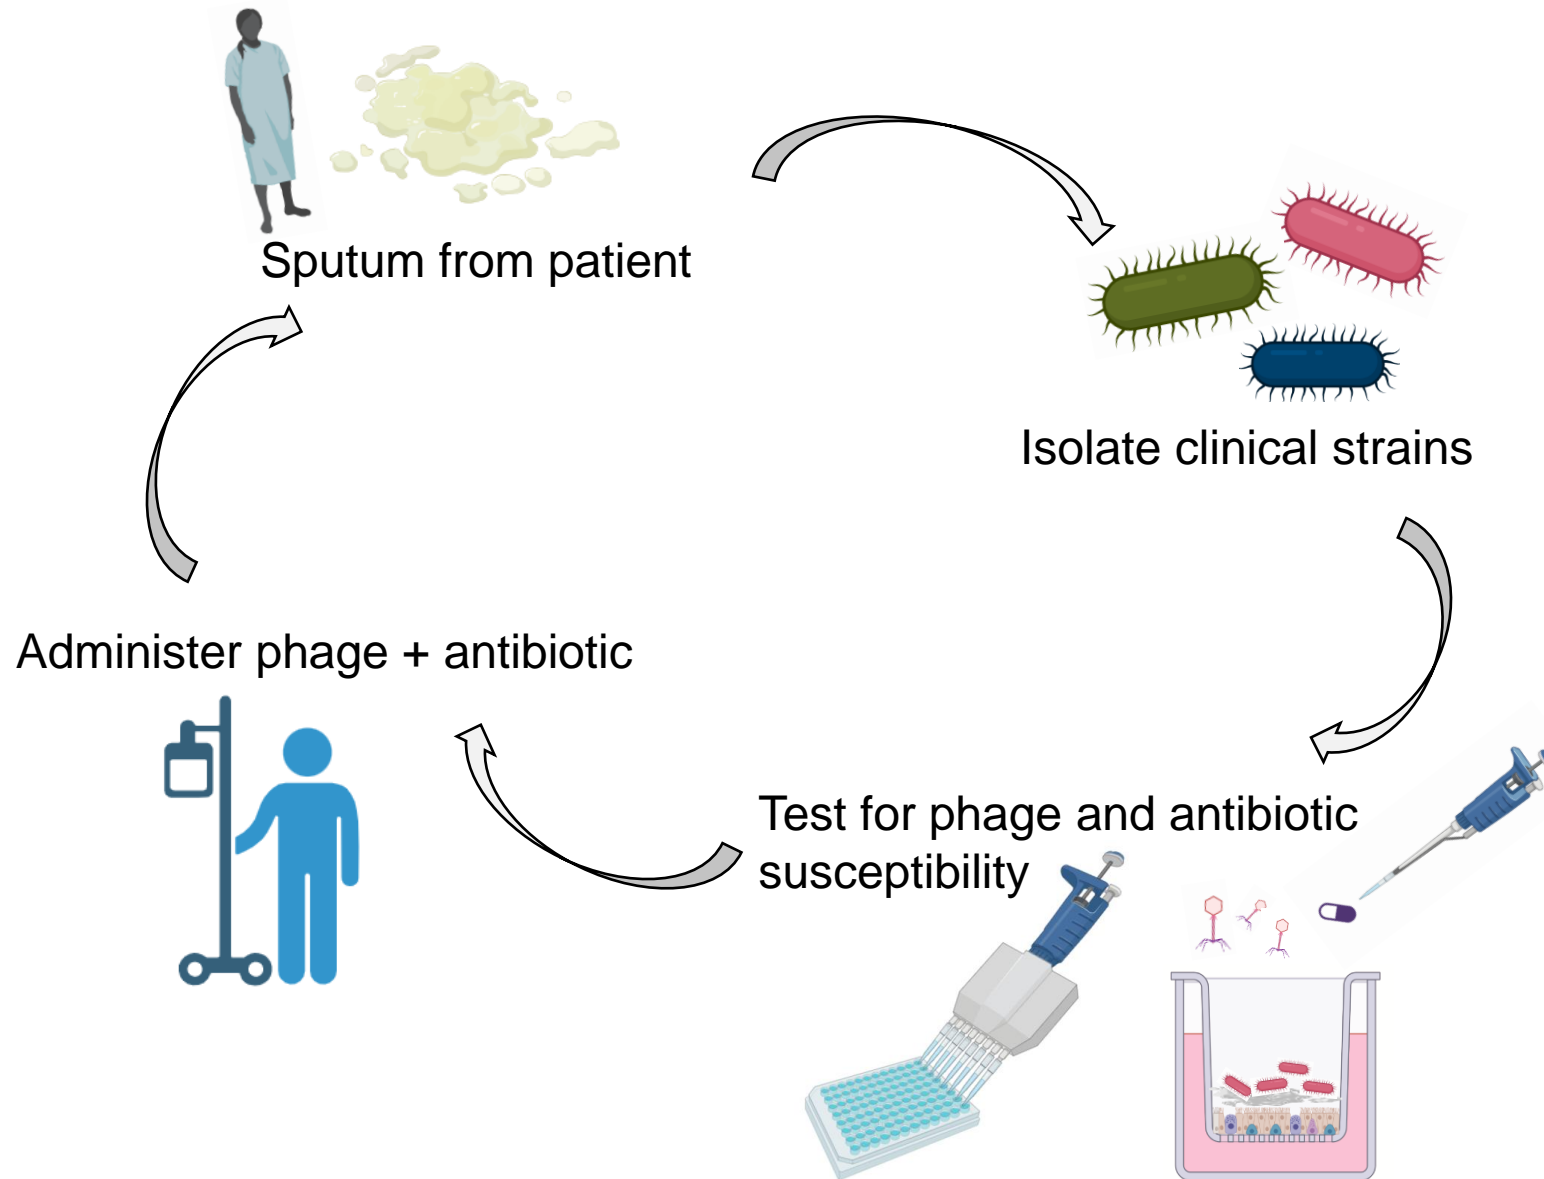 Sputum from patient
Isolate clinical strains
Administer phage + antibiotic
Test for phage and antibiotic
susceptibility